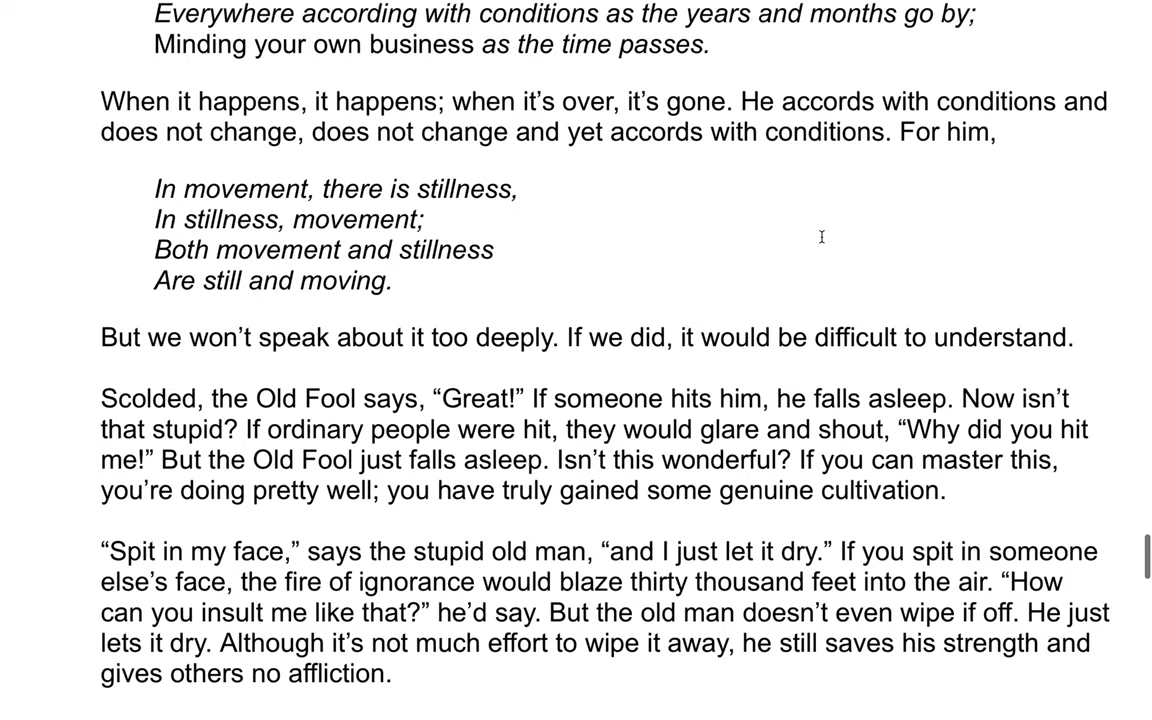 Everywhere according with conditions as the years and months go by;
Minding your own business as the time passes.
When it happens, it happens; when it’s over, it’s gone. He accords with conditions and
does not change, does not change and yet accords with conditions. For him,
In movement, there is stillness,
In stillness, movement;
Both movement and stillness
Are still and moving.
But we won’t speak about it too deeply. If we did, it would be difficult to understand.
Scolded, the Old Fool says, “Great!” If someone hits him, he falls asleep. Now isn’t
that stupid? If ordinary people were hit, they would glare and shout, “Why did you hit
me!” But the Old Fool just falls asleep. Isn’t this wonderful? If you can master this,
you’re doing pretty well; you have truly gained some genuine cultivation.
“Spit in my face,” says the stupid old man, “and I just let it dry.” If you spit in someone
else’s face, the fire of ignorance would blaze thirty thousand feet into the air. “How
can you insult me like that?” he’d say. But the old man doesn’t even wipe if off. He just
lets it dry. Although it’s not much effort to wipe it away, he still saves his strength and
gives others no affliction.